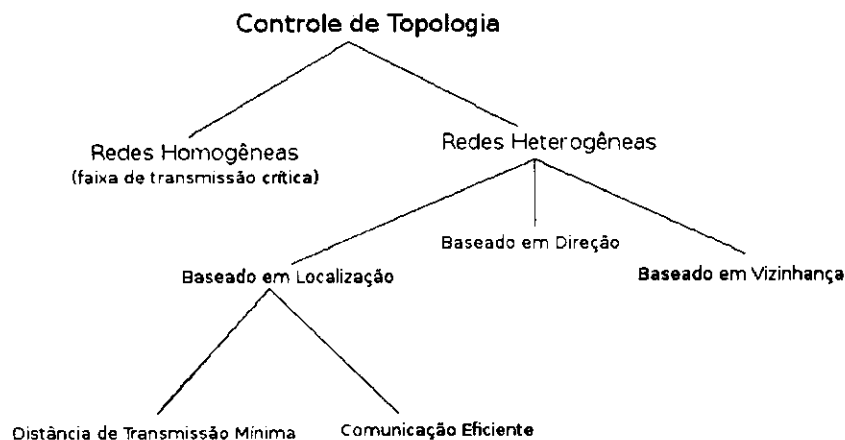 Controle de Topologia
Redes Homogêneas
(faixa de transmissão crítica)
Redes Heterogêneas
Baseado em Direção
Baseado em Localização
Baseado em Vizinhança
Distância de Transmissão Mínima
Comunicação Eficiente